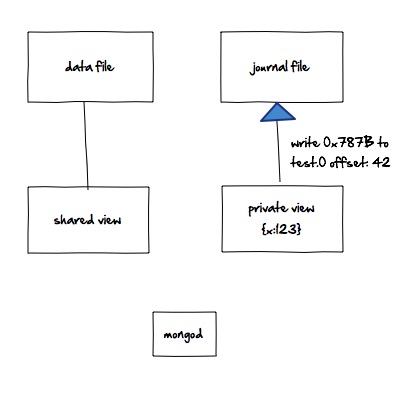 data file
journal file
write 0x787B to
test.0 offset: 42
shared view
private view
{x:123}
mongod